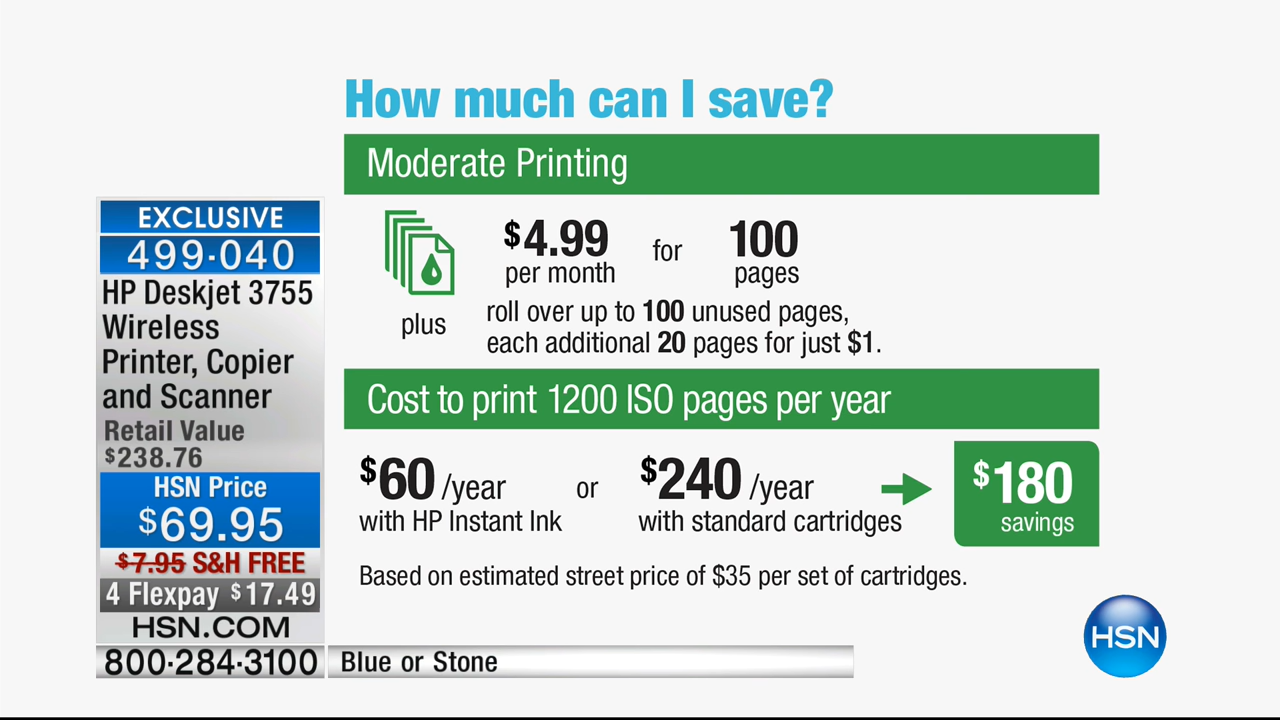 How much can I save?
Moderate Printing
$4.99 per month for 100 pages
plus
roll over up to 100 unused pages,
each additional 20 pages for just $1.
Cost to print 1200 ISO pages per year
$60/year or $240/year $180
with HP Instant Ink with standard cartridges savings
Based on estimated street price of $35 per set of cartridges.
EXCLUSIVE
499·040
HP Deskjet 3755
Wireless
Printer, Copier
and Scanner
Retail Value
$238.76
HSN Price
$69.95
$7.95 S&H FREE
4 Flexpay $17.49
HSN.COM
800·284·3100
Blue or Stone
HSN